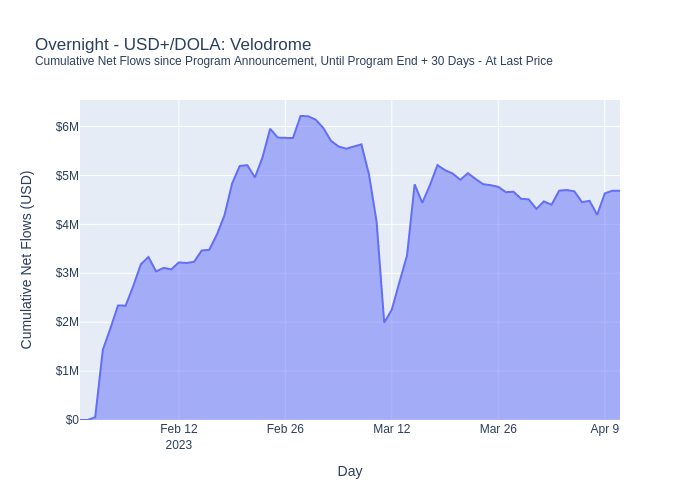 Overnight - USD+/DOLA: Velodrome
Cumulative Net Flows since Program Announcement, Until Program End + 30 Days - At Last Price
Cumulative Net Flows (USD)
$6M
$5M
$4M
$3M
$2M
$1M
$0
Feb 12
2023
Feb 26
Mar 12
Mar 26
Apr 9
Day